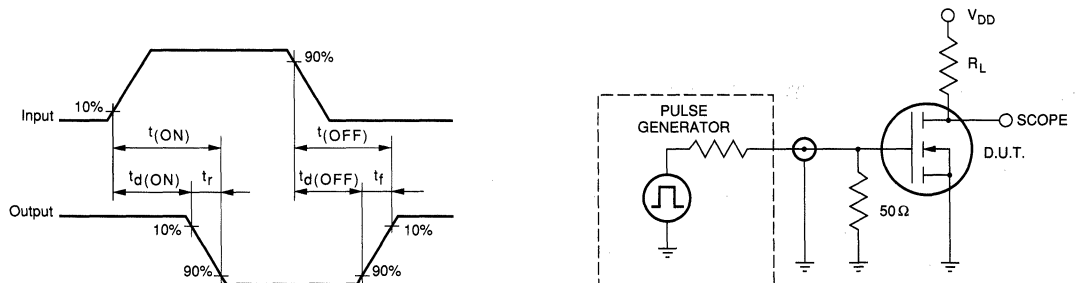 Input
10%
90%
t(ON)
t(OFF)
td(ON)
tr
td(OFF)
tf
Output
10%
90%
90%
10%
PULSE
GENERATOR
50Ω
VDD
RL
SCOPE
D.U.T.